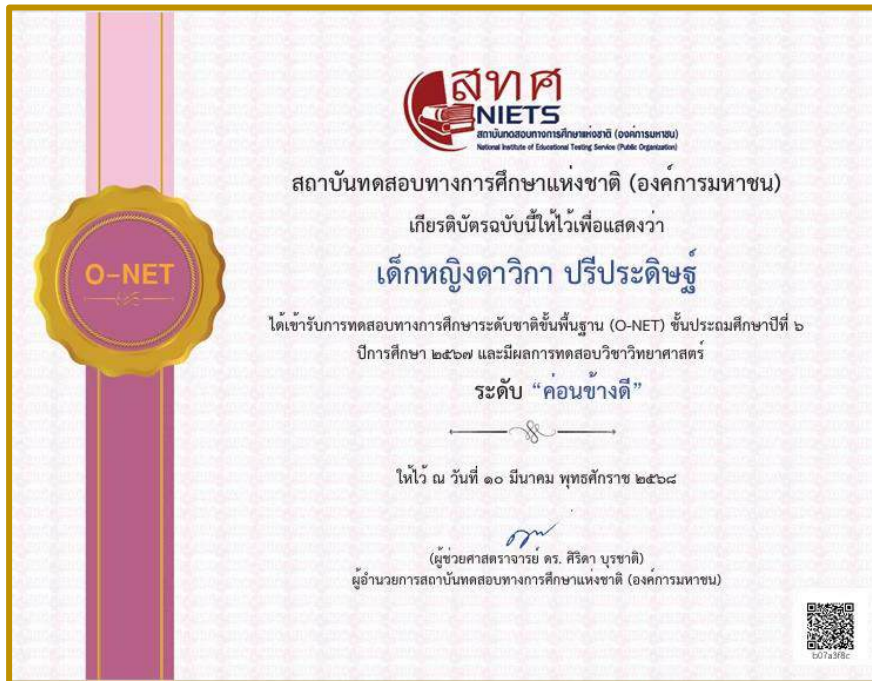 สทศ
NIETS
สถาบันทดสอบทางการศึกษาแห่งชาติ (องค์การมหาชน)
National Institute of Educational Testing Service (Public Organization)
สถาบันทดสอบทางการศึกษาแห่งชาติ (องค์การมหาชน)
เกียรติบัตรฉบับนี้ให้ไว้เพื่อแสดงว่า
เด็กหญิงดาวิกา ปรีประดิษฐ์
O-NET
ได้เข้ารับการทดสอบทางการศึกษาระดับชาติขั้นพื้นฐาน (O-NET) ชั้นประถมศึกษาปีที่ ๖
ปีการศึกษา ๒๕๖๗ และมีผลการทดสอบวิชาวิทยาศาสตร์
ระดับ “ค่อนข้างดี”
ให้ไว้ ณ วันที่ ๑๐ มีนาคม พุทธศักราช ๒๕๖๘
(ผู้ช่วยศาสตราจารย์ ดร. ศิริดา บุรชาติ)
ผู้อำนวยการสถาบันทดสอบทางการศึกษาแห่งชาติ (องค์การมหาชน)
b07a3f8c